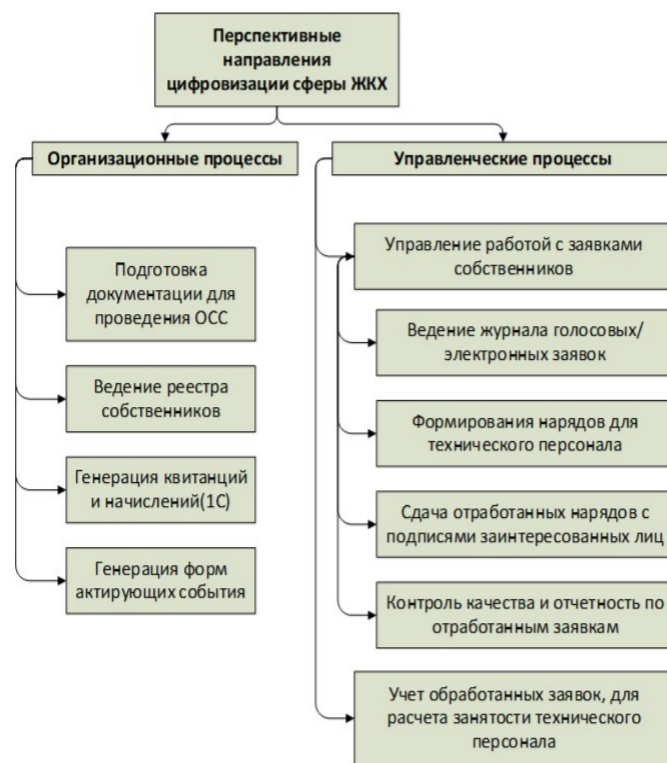 Перспективные
направления
цифровизации сферы ЖКХ
Организационные процессы
Подготовка
документации для
проведения ОСС
Ведение реестра
собственников
Генерация квитанций
и начислений(1С)
Генерация форм
актирующих события
Управленческие процессы
Управление работой с заявками
собственников
Ведение журнала голосовых/
электронных заявок
Формирования нарядов для
технического персонала
Сдача отработанных нарядов с
подписями заинтересованных лиц
Контроль качества и отчетность по
отработанным заявкам
Учет обработанных заявок, для
расчета занятости технического
персонала